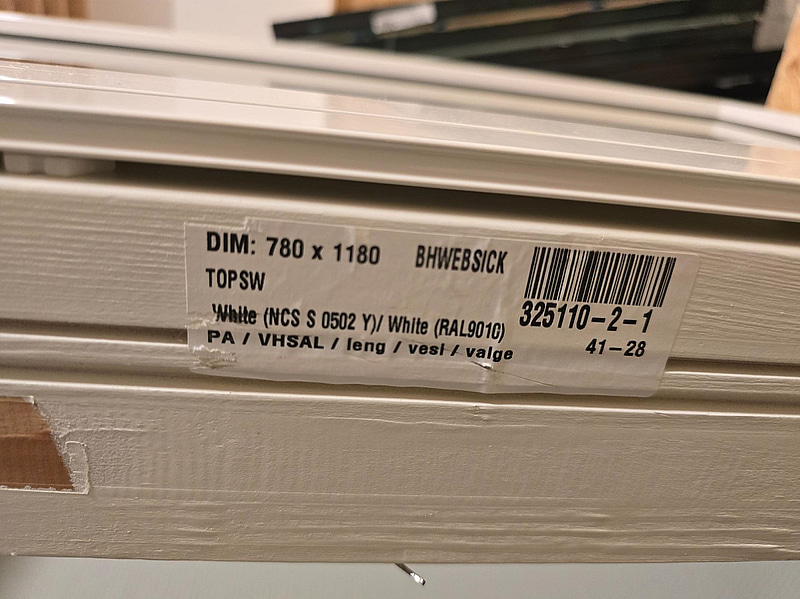 DIM: 780 x 1180 BHWEBSICK
TOPSW
White (NCS S 0502 Y)/ White (RAL9010)
PA / VHSAL / leng / vesi / valge
325110-2-1
41-28